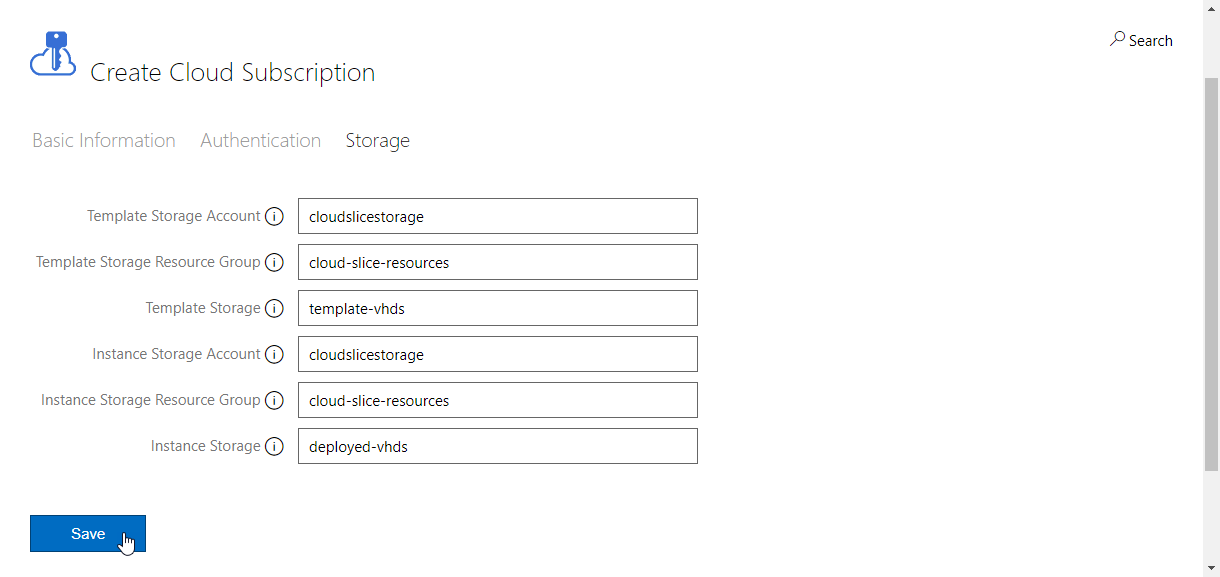 Search
Create Cloud Subscription
Basic Information Authentication Storage
Template Storage Account cloudslicestorage
Template Storage Resource Group cloud-slice-resources
Template Storage template-vhds
Instance Storage Account cloudslicestorage
Instance Storage Resource Group cloud-slice-resources
Instance Storage deployed-vhds
Save